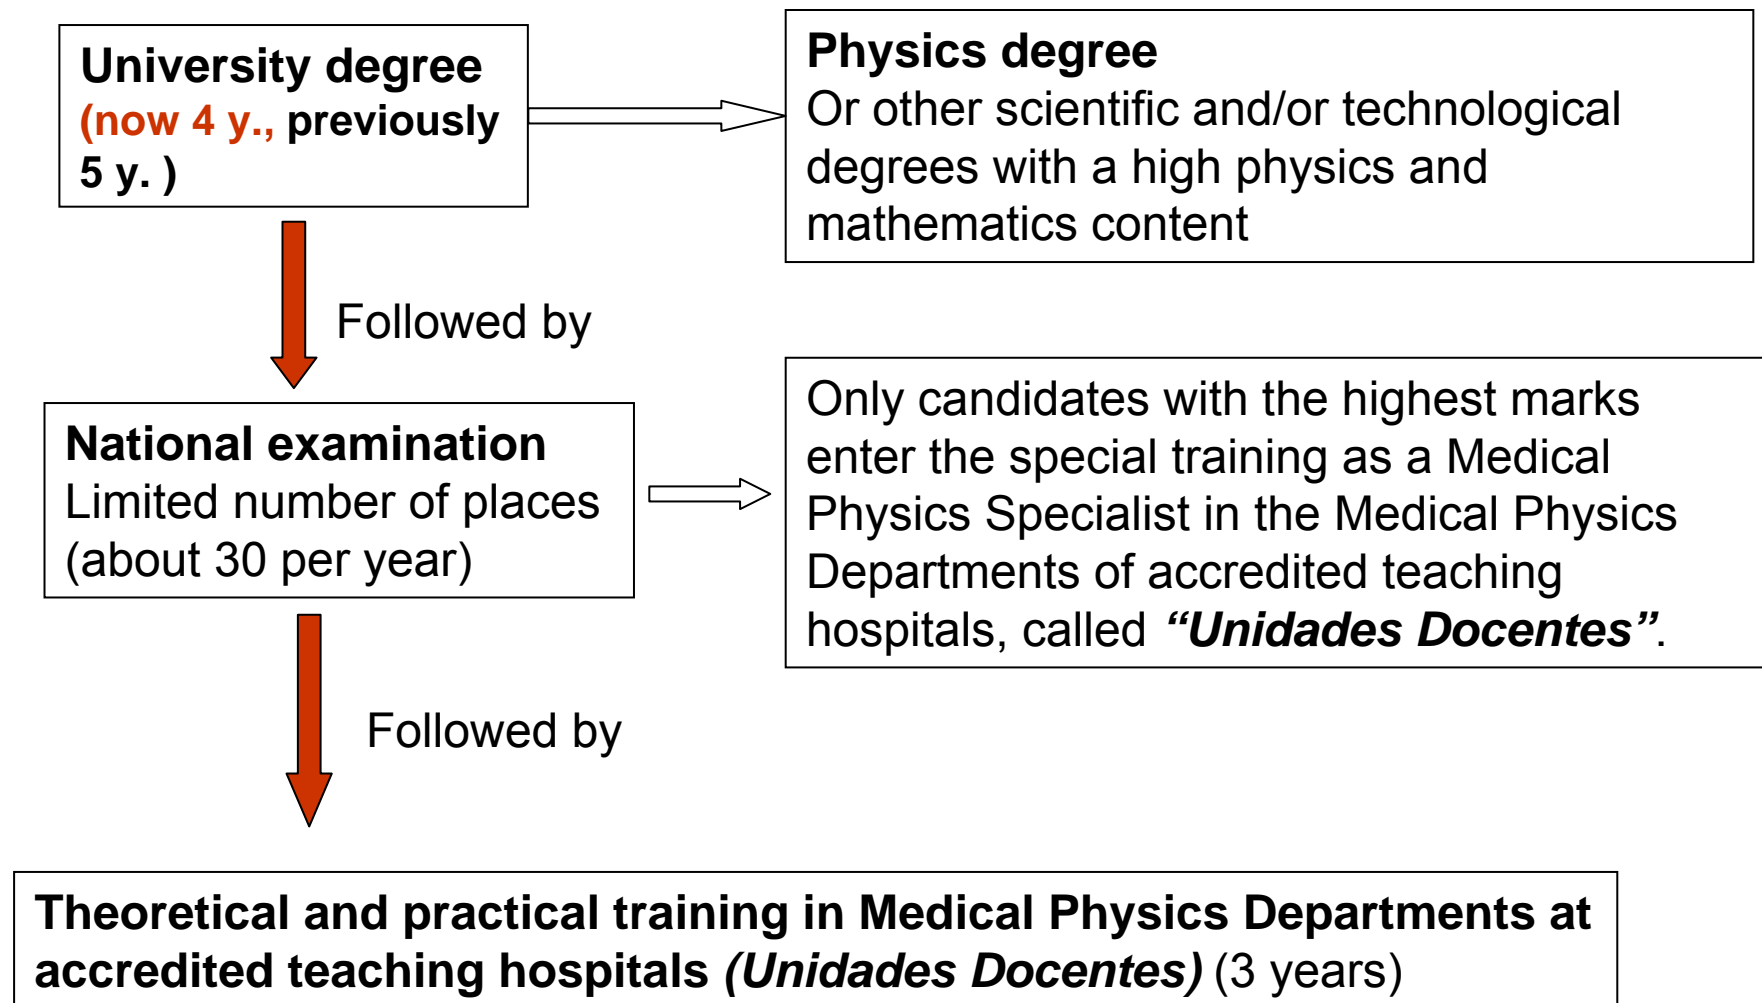 University degree
(now 4 y., previously
5 y. )
Physics degree
Or other scientific and/or technological
degrees with a high physics and
mathematics content
Followed by
National examination
Limited number of places
(about 30 per year)
Only candidates with the highest marks
enter the special training as a Medical
Physics Specialist in the Medical Physics
Departments of accredited teaching
hospitals, called “Unidades Docentes”.
Followed by
Theoretical and practical training in Medical Physics Departments at
accredited teaching hospitals (Unidades Docentes) (3 years)